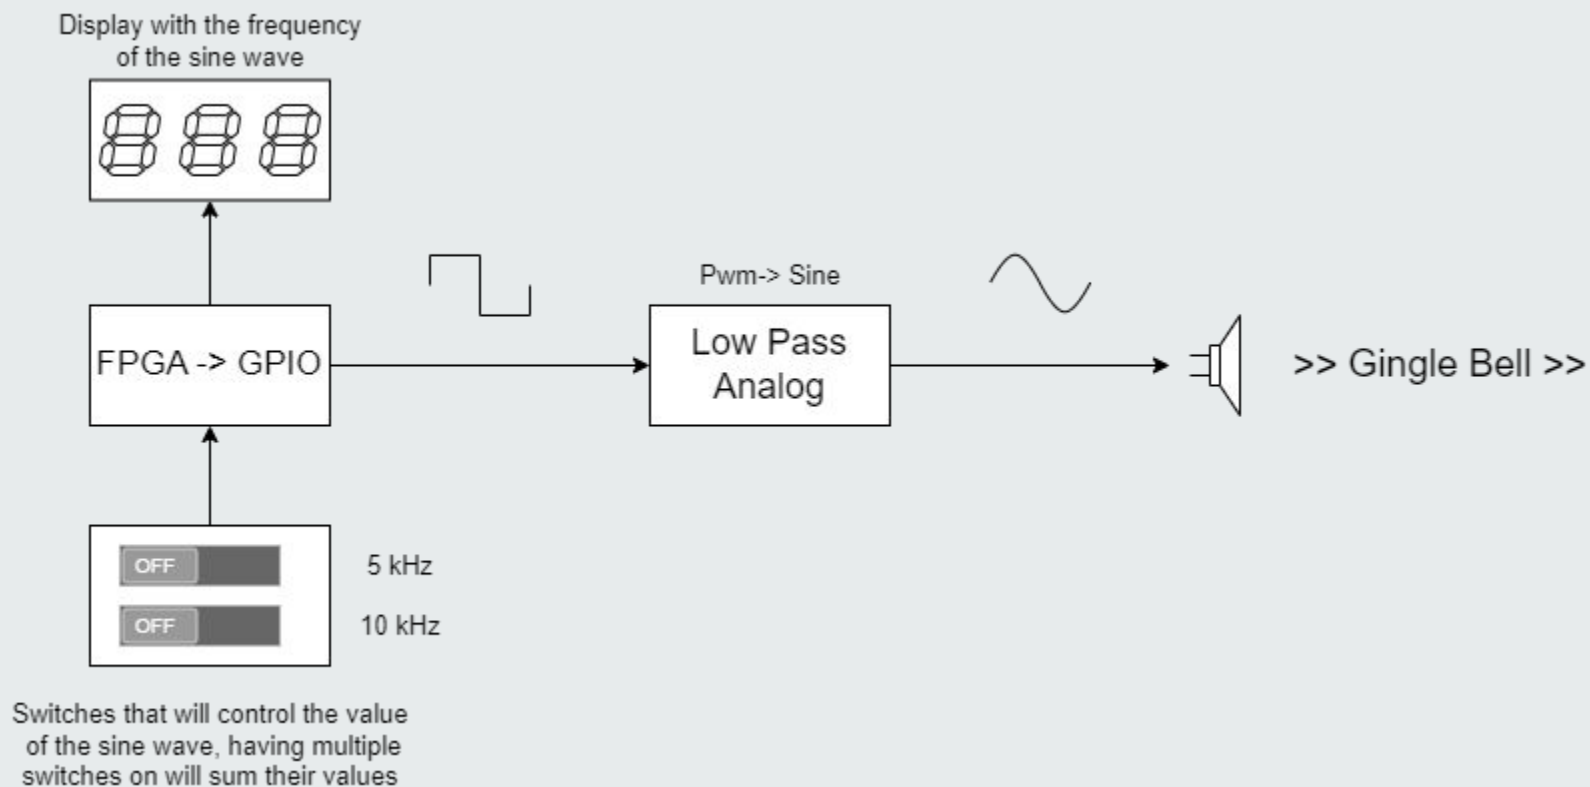 Display with the frequency
of the sine wave
888
Pwm-> Sine
FPGA -> GPIO
Low Pass
Analog
>> Gingle Bell >>
OFF
5 kHz
OFF
10 kHz
Switches that will control the value
of the sine wave, having multiple
switches on will sum their values